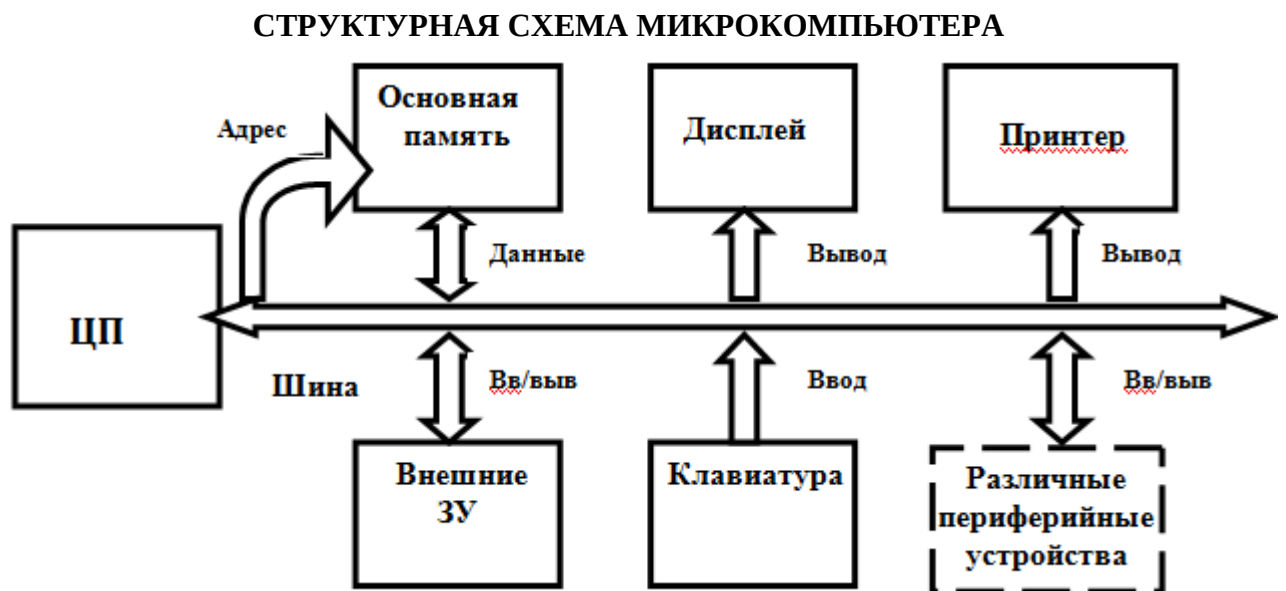 СТРУКТУРНАЯ СХЕМА МИКРОКОМПЬЮТЕРА
Адрес
Основная
память
Дисплей
Принтер
Данные
Вывод
Вывод
ЦП
Шина
Вв/выв
Ввод
Вв/выв
Внешние
ЗУ
Клавиатура
Различные
периферийные
устройства